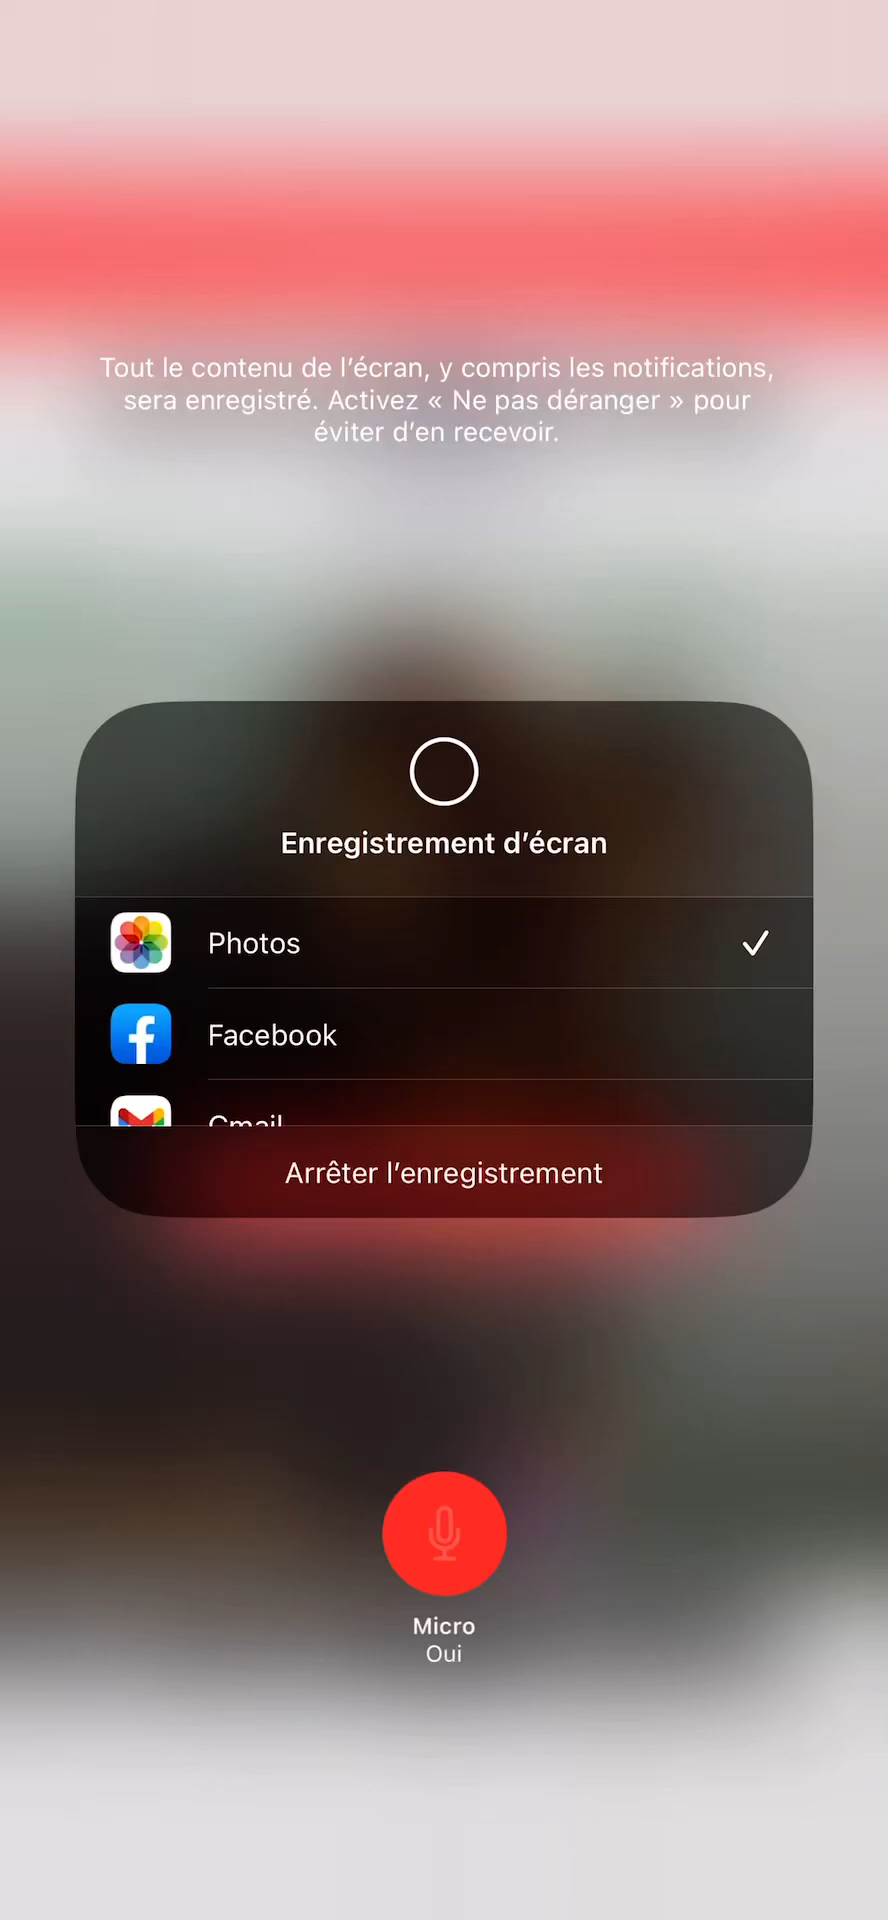 Tout le contenu de l’écran, y compris les notifications,
sera enregistré. Activez « Ne pas déranger » pour
éviter d’en recevoir.
Enregistrement d’écran
Photos
Facebook
Gmail
Arrêter l’enregistrement
Micro
Oui